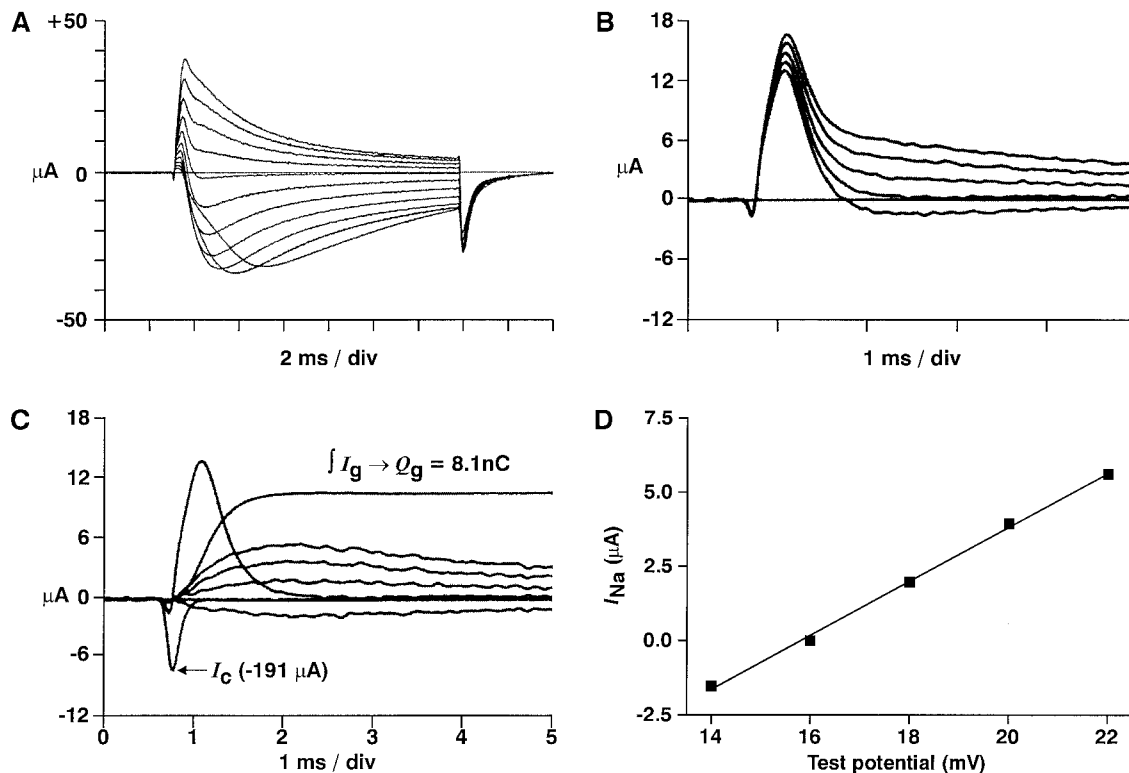 A
+50
µA
0
-50
2 ms / div
B
18
12
6
µA
0
-6
-12
1 ms / div
C
18
12
6
µA 0
-6
-12
0 1 2 3 4 5
1 ms / div
∫ Ig → Qg = 8.1nC
Ic (-191 µA)
D
7.5
5.0
2.5
0.0
-2.5
INa (µA)
14 16 18 20 22
Test potential (mV)